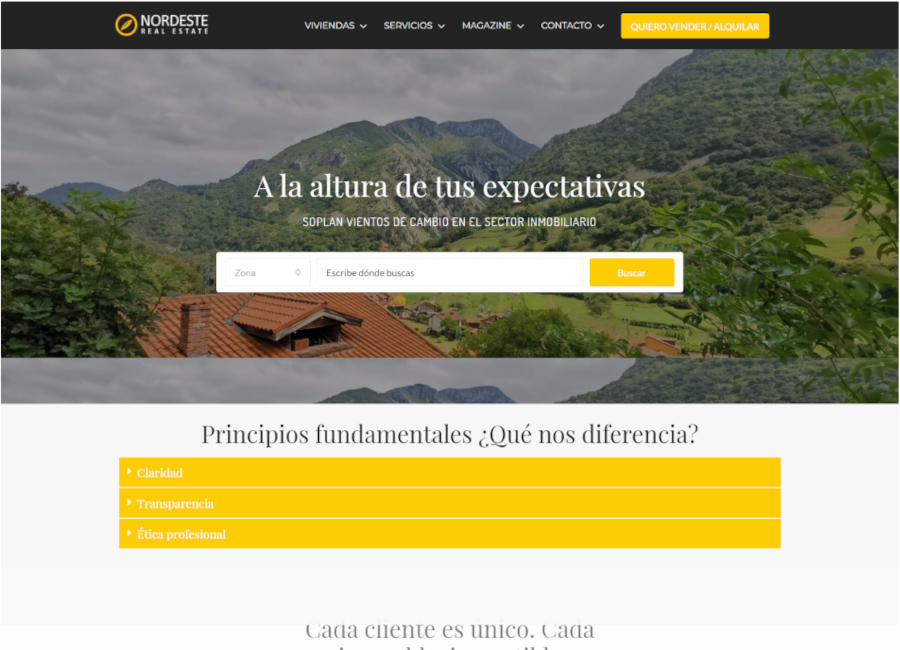 NORDESTE
REAL ESTATE
VIVIENDAS SERVICIOS MAGAZINE CONTACTO QUIERO VENDER / ALQUILAR
A la altura de tus expectativas
SOPLAN VIENTOS DE CAMBIO EN EL SECTOR INMOBILIARIO
Zona Escribe dónde buscas Buscar
Principios fundamentales ¿Qué nos diferencia?
Claridad
Transparencia
Ética profesional
Cada cliente es único. Cada